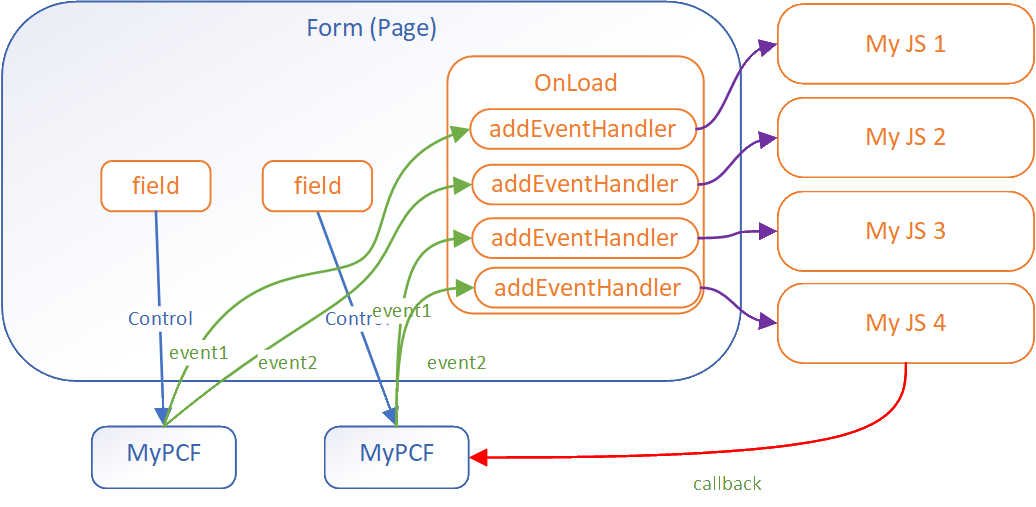 Form (Page)
My JS 1
OnLoad
addEventHandler
My JS 2
field
field
addEventHandler
My JS 3
addEventHandler
addEventHandler
Control
Control
event1
My JS 4
event1
event2
event2
MyPCF
MyPCF
callback